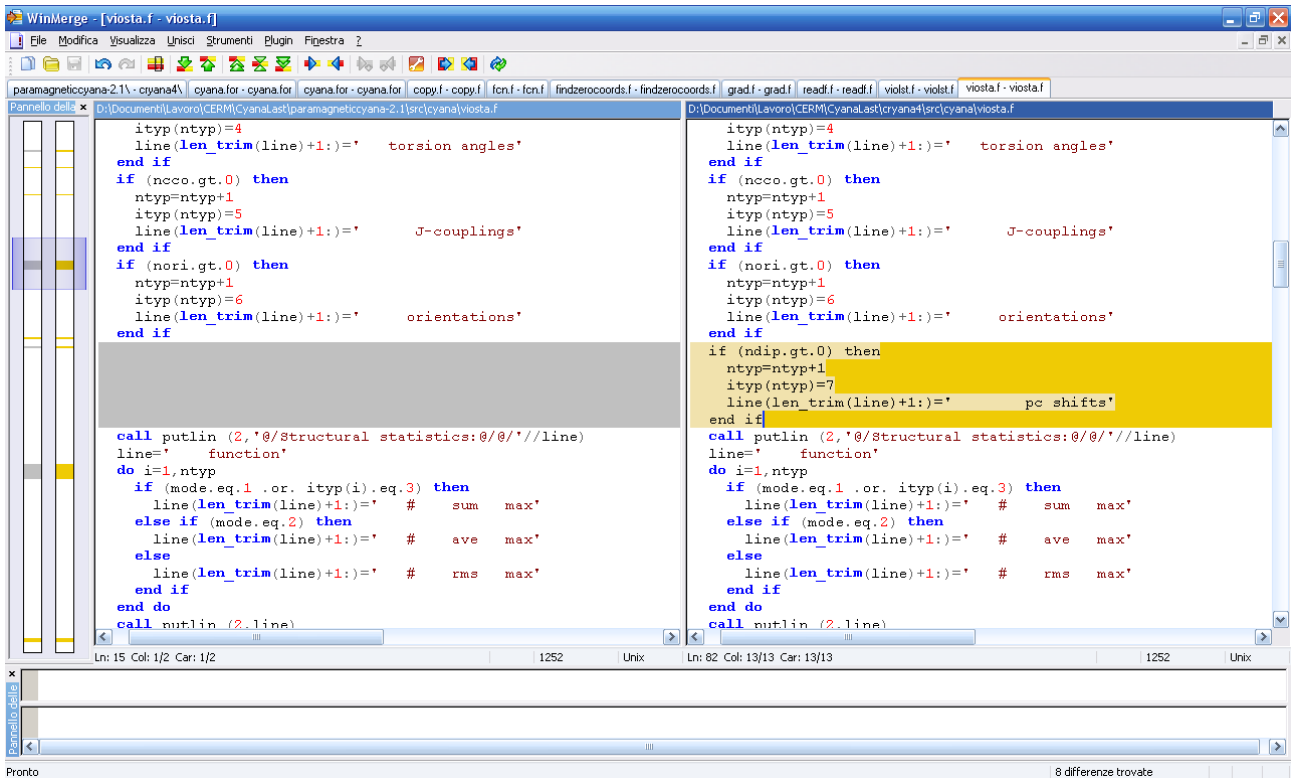 WinMerge - [viosta.f - viosta.f]
File Modifica Visualizza Unisci Strumenti Plugin Finestra ?
paramagneticcyana-2.1\ - cryana4\ cyana.for - cyana.for cyana.for - cryana.for copy.f - copy.f fcn.f - fcn.f findzerocoords.f - findzerocoords.f grad.f - grad.f readf.f - readf.f violst.f - violst.f viosta.f - viosta.f
Pannello della
D:\Documenti\Lavoro\CERM\CyanaLast\paramagneticcyana-2.1\src\cyana\viosta.f
ityp(ntyp)=4
line(len_trim(line)+1:)='   torsion angles'
end if
if (ncco.gt.0) then
ntyp=ntyp+1
ityp(ntyp)=5
line(len_trim(line)+1:)='      J-couplings'
end if
if (nori.gt.0) then
ntyp=ntyp+1
ityp(ntyp)=6
line(len_trim(line)+1:)='     orientations'
end if
call putlin (2,'@/Structural statistics:@/@/'//line)
line='    function'
do i=1,ntyp
if (mode.eq.1 .or. ityp(i).eq.3) then
line(len_trim(line)+1:)='   #    sum   max'
else if (mode.eq.2) then
line(len_trim(line)+1:)='   #    ave   max'
else
line(len_trim(line)+1:)='   #    rms   max'
end if
end do
call putlin (2,line)
Ln: 15 Col: 1/2 Car: 1/2 1252 Unix
D:\Documenti\Lavoro\CERM\CyanaLast\cryana4\src\cyana\viosta.f
ityp(ntyp)=4
line(len_trim(line)+1:)='   torsion angles'
end if
if (ncco.gt.0) then
ntyp=ntyp+1
ityp(ntyp)=5
line(len_trim(line)+1:)='      J-couplings'
end if
if (nori.gt.0) then
ntyp=ntyp+1
ityp(ntyp)=6
line(len_trim(line)+1:)='     orientations'
end if
if (ndip.gt.0) then
ntyp=ntyp+1
ityp(ntyp)=7
line(len_trim(line)+1:)='        pc shifts'
end if
call putlin (2,'@/Structural statistics:@/@/'//line)
line='    function'
do i=1,ntyp
if (mode.eq.1 .or. ityp(i).eq.3) then
line(len_trim(line)+1:)='   #    sum   max'
else if (mode.eq.2) then
line(len_trim(line)+1:)='   #    ave   max'
else
line(len_trim(line)+1:)='   #    rms   max'
end if
end do
call putlin (2,line)
Ln: 82 Col: 13/13 Car: 13/13 1252 Unix
Pannello delle
Pronto 8 differenze trovate